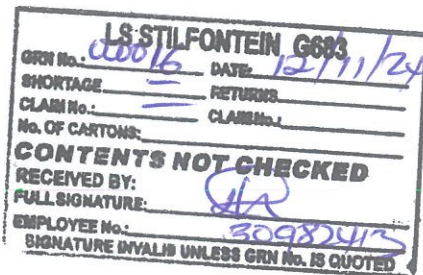 LS STILFONTEIN G683
GRN No.: 00016 DATE: 12/11/24
SHORTAGE — RETURNS
CLAIM No.: — CLAIM No.:
No. OF CARTONS:
CONTENTS NOT CHECKED
RECEIVED BY:
FULL SIGNATURE:
EMPLOYEE No.: 30982413
SIGNATURE INVALID UNLESS GRN No. IS QUOTED